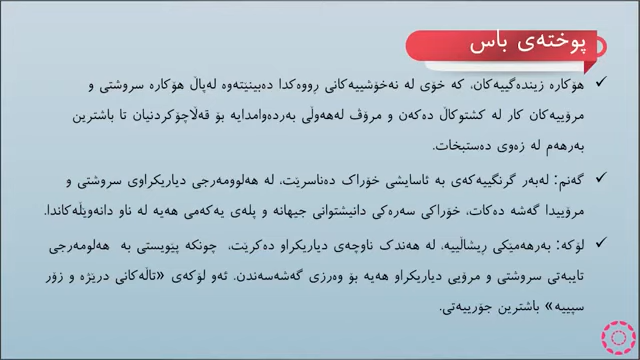 پوختەی باس
هۆکارە زیندەگییەکان، کە خۆی لە نەخۆشییەکانی ڕووەکدا دەبینێتەوە لەپاڵ هۆکارە سروشتی و
مرۆییەکان کار لە کشتوکاڵ دەکەن و مرۆڤ لەهەوڵی بەردەوامدایە بۆ قەڵاچۆکردنیان تا باشترین
بەرهەم لە زەوی دەستبخات.
گەنم: لەبەر گرنگییەکەی بە ئاسایشی خۆراک دەناسرێت، لە هەلوومەرجی دیاریکراوی سروشتی و
مرۆییدا گەشە دەکات، خۆراکی سەرەکی دانیشتوانی جیهانە و پلەی یەکەمی هەیە لە ناو دانەوێڵەکاندا.
لۆکە: بەرهەمێکی ڕیشاڵییە، لە هەندک ناوچەی دیاریکراو دەکرێت، چونکە پێویستی بە هەلومەرجی
تایبەتی سروشتی و مرۆیی دیاریکراو هەیە بۆ وەرزی گەشەسەندن. ئەو لۆکەی «تاڵەکانی درێژە و زۆر
سپییە» باشترین جۆرییەتی.